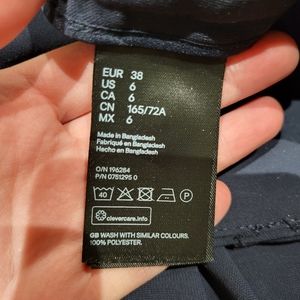 EUR 38
US 6
CA 6
CN 165/72A
MX 6
Made in Bangladesh
Fabriqué en Bangladesh
Hecho en Bangladesh
O/N 196284
P/N 0751295 0
40 P
clevercare.info
GB WASH WITH SIMILAR COLOURS.
100% POLYESTER.